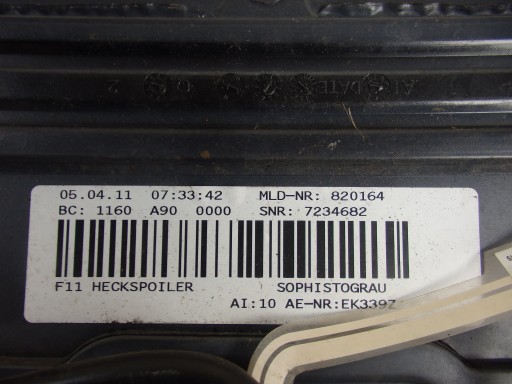 05.04.11 07:33:42 MLD-NR: 820164
BC: 1160 A90 0000 SNR: 7234682
F11 HECKSPOILER SOPHISTOGRAU
AI:10 AE-NR:EK339Z